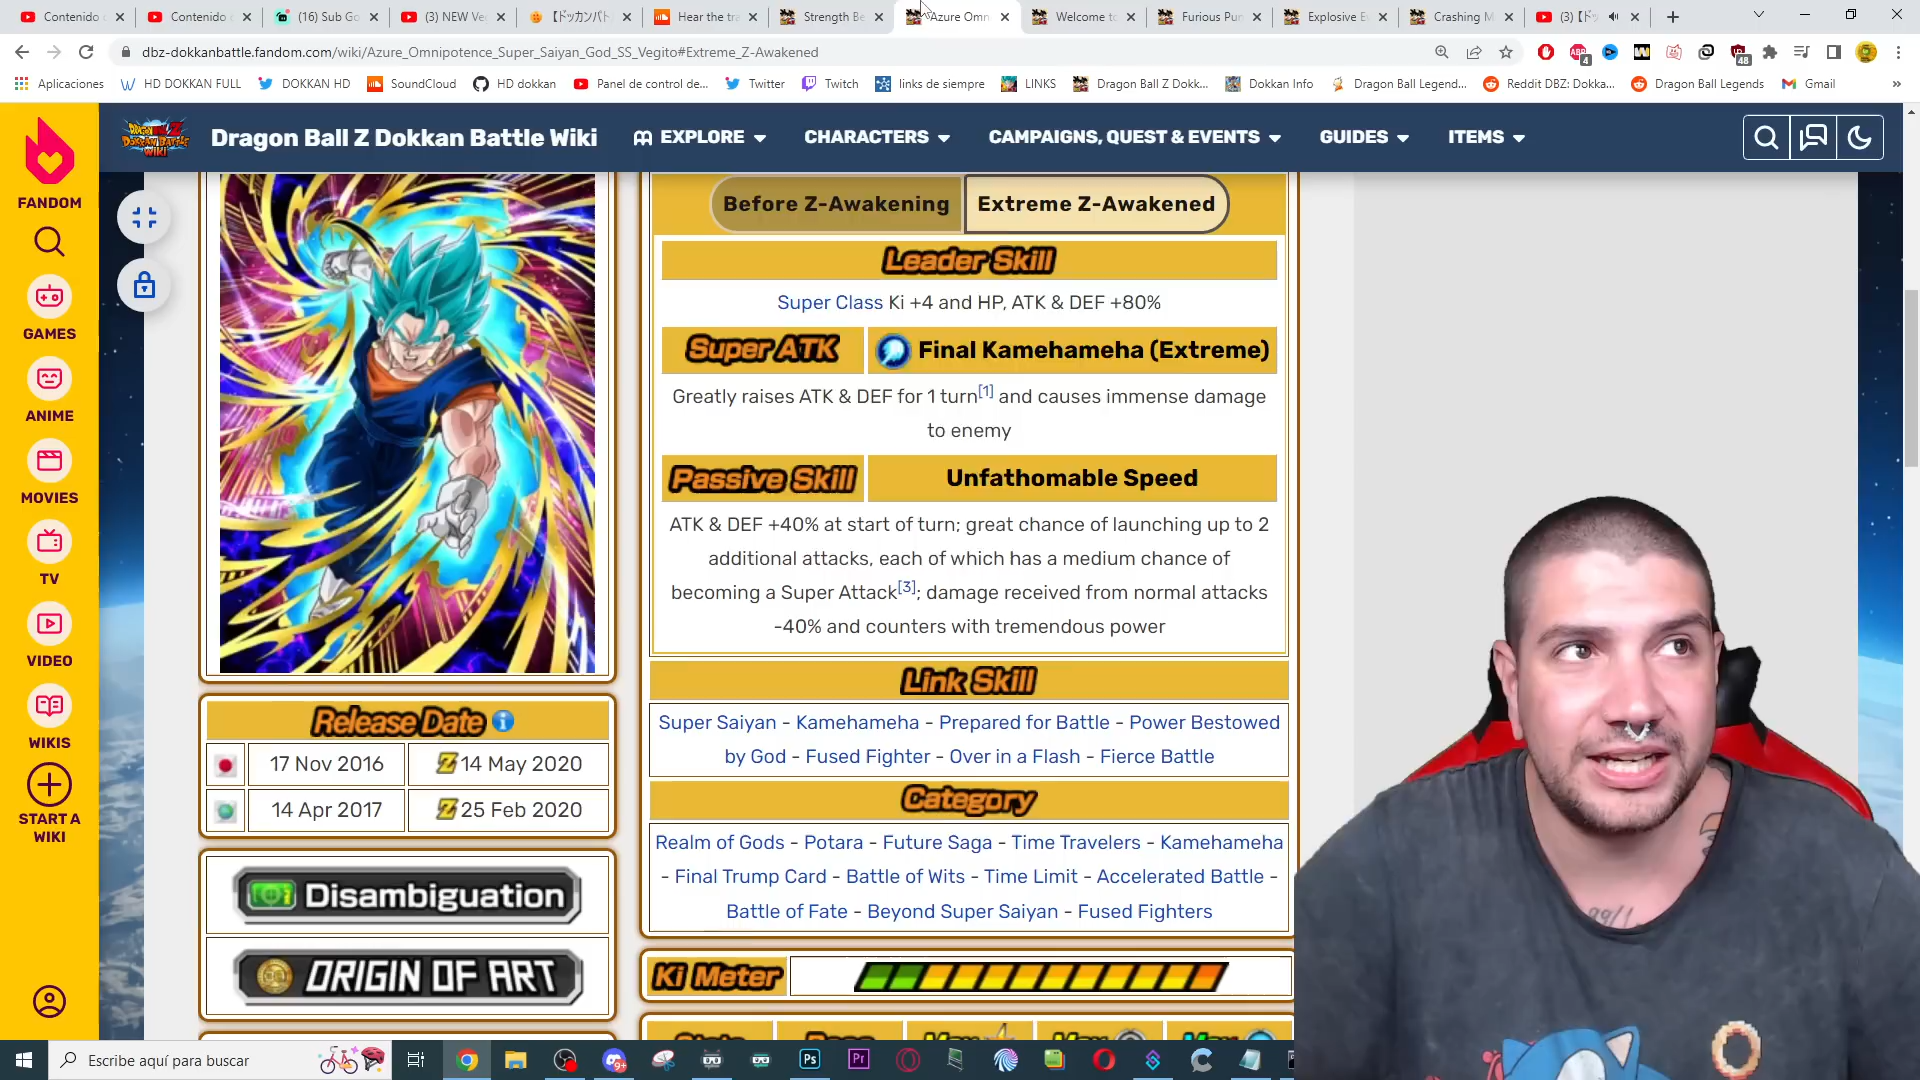 Contenido d
Contenido d
(16) Sub Go
(3) NEW Ve
【ドッカンバト
Hear the tra
Strength Be
Azure Omn
Welcome to
Furious Pun
Explosive E
Crashing M
(3)【ドッ
dbz-dokkanbattle.fandom.com/wiki/Azure_Omnipotence_Super_Saiyan_God_SS_Vegito#Extreme_Z-Awakened
4
48
Aplicaciones
HD DOKKAN FULL
DOKKAN HD
SoundCloud
HD dokkan
Panel de control de...
Twitter
Twitch
links de siempre
LINKS
Dragon Ball Z Dokk...
Dokkan Info
Dragon Ball Legend...
Reddit DBZ: Dokka...
Dragon Ball Legends
Gmail
»
Dragon Ball Z Dokkan Battle Wiki
EXPLORE
CHARACTERS
CAMPAIGNS, QUEST & EVENTS
GUIDES
ITEMS
FANDOM
GAMES
ANIME
MOVIES
TV
VIDEO
WIKIS
START A
WIKI
Before Z-Awakening
Extreme Z-Awakened
Leader Skill
Super Class Ki +4 and HP, ATK & DEF +80%
Super ATK
Final Kamehameha (Extreme)
Greatly raises ATK & DEF for 1 turn[1] and causes immense damage
to enemy
Passive Skill
Unfathomable Speed
ATK & DEF +40% at start of turn; great chance of launching up to 2
additional attacks, each of which has a medium chance of
becoming a Super Attack[3]; damage received from normal attacks
-40% and counters with tremendous power
Link Skill
Super Saiyan - Kamehameha - Prepared for Battle - Power Bestowed
by God - Fused Fighter - Over in a Flash - Fierce Battle
Category
Realm of Gods - Potara - Future Saga - Time Travelers - Kamehameha
- Final Trump Card - Battle of Wits - Time Limit - Accelerated Battle -
Battle of Fate - Beyond Super Saiyan - Fused Fighters
Ki Meter
Release Date
17 Nov 2016
14 May 2020
14 Apr 2017
25 Feb 2020
Disambiguation
ORIGIN OF ART
Escribe aquí para buscar
9+
Ps
Pr